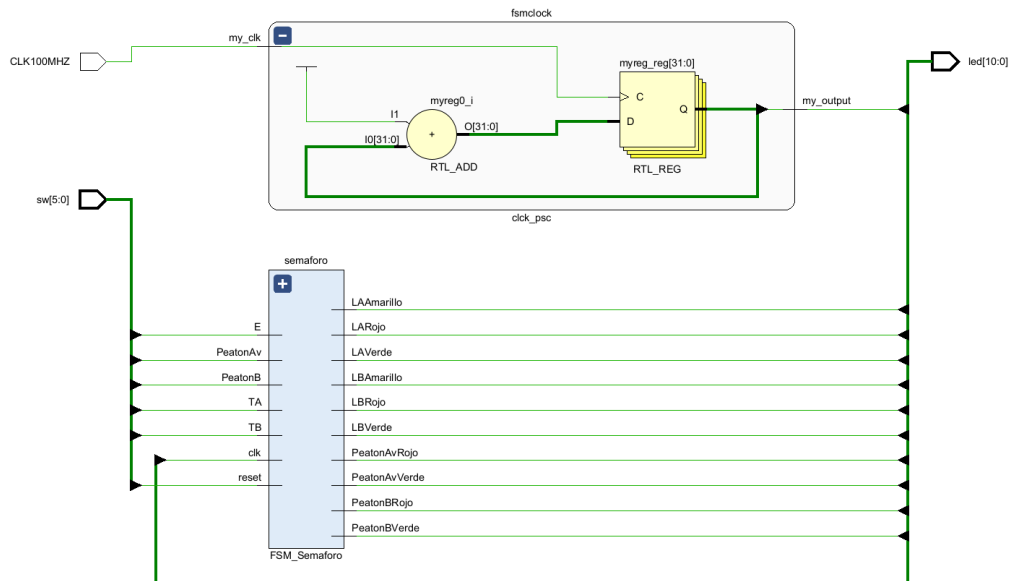 fsmclock
my_clk
CLK100MHZ
myreg_reg[31:0]
led[10:0]
C
myreg0_i
my_output
Q
I1
O[31:0]
D
+
I0[31:0]
RTL_ADD
RTL_REG
sw[5:0]
clck_psc
semaforo
LAAmarillo
E
LARojo
PeatonAv
LAVerde
PeatonB
LBAmarillo
TA
LBRojo
TB
LBVerde
clk
PeatonAvRojo
reset
PeatonAvVerde
PeatonBRojo
PeatonBVerde
FSM_Semaforo